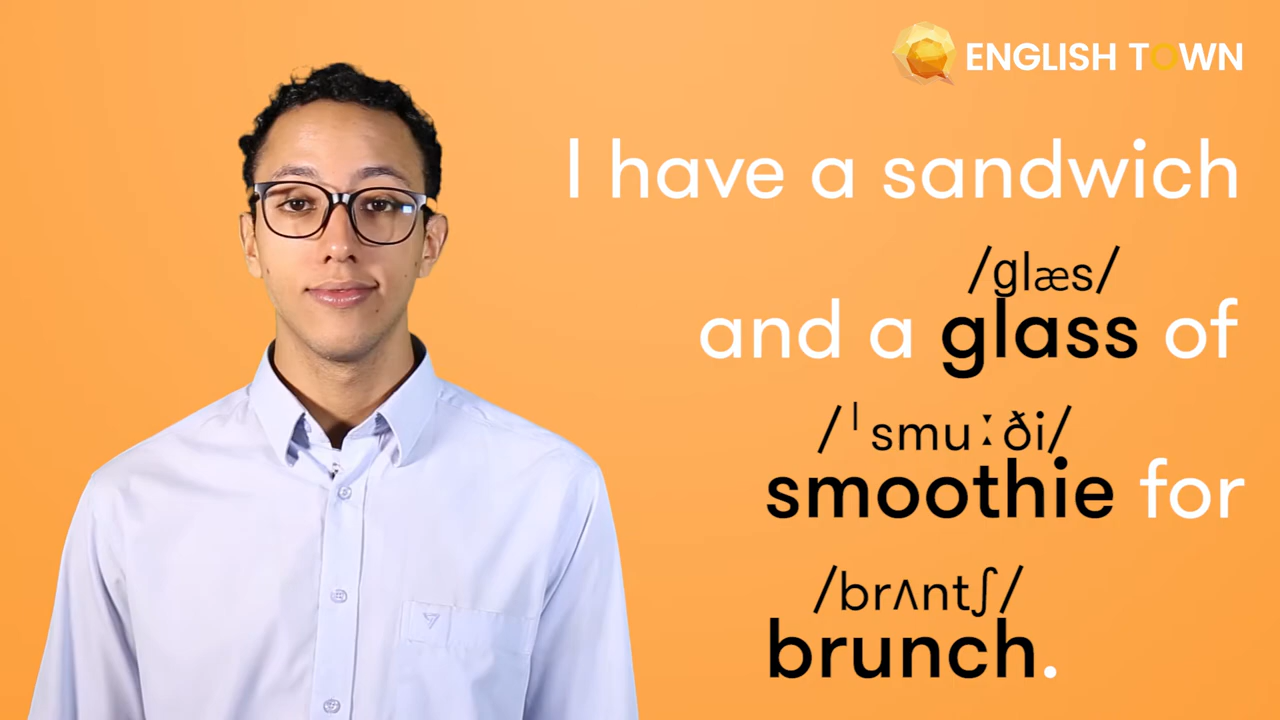 ENGLISH TOWN
I have a sandwich
/glæs/
and a glass of
/ˈsmuːði/
smoothie for
/brʌntʃ/
brunch.